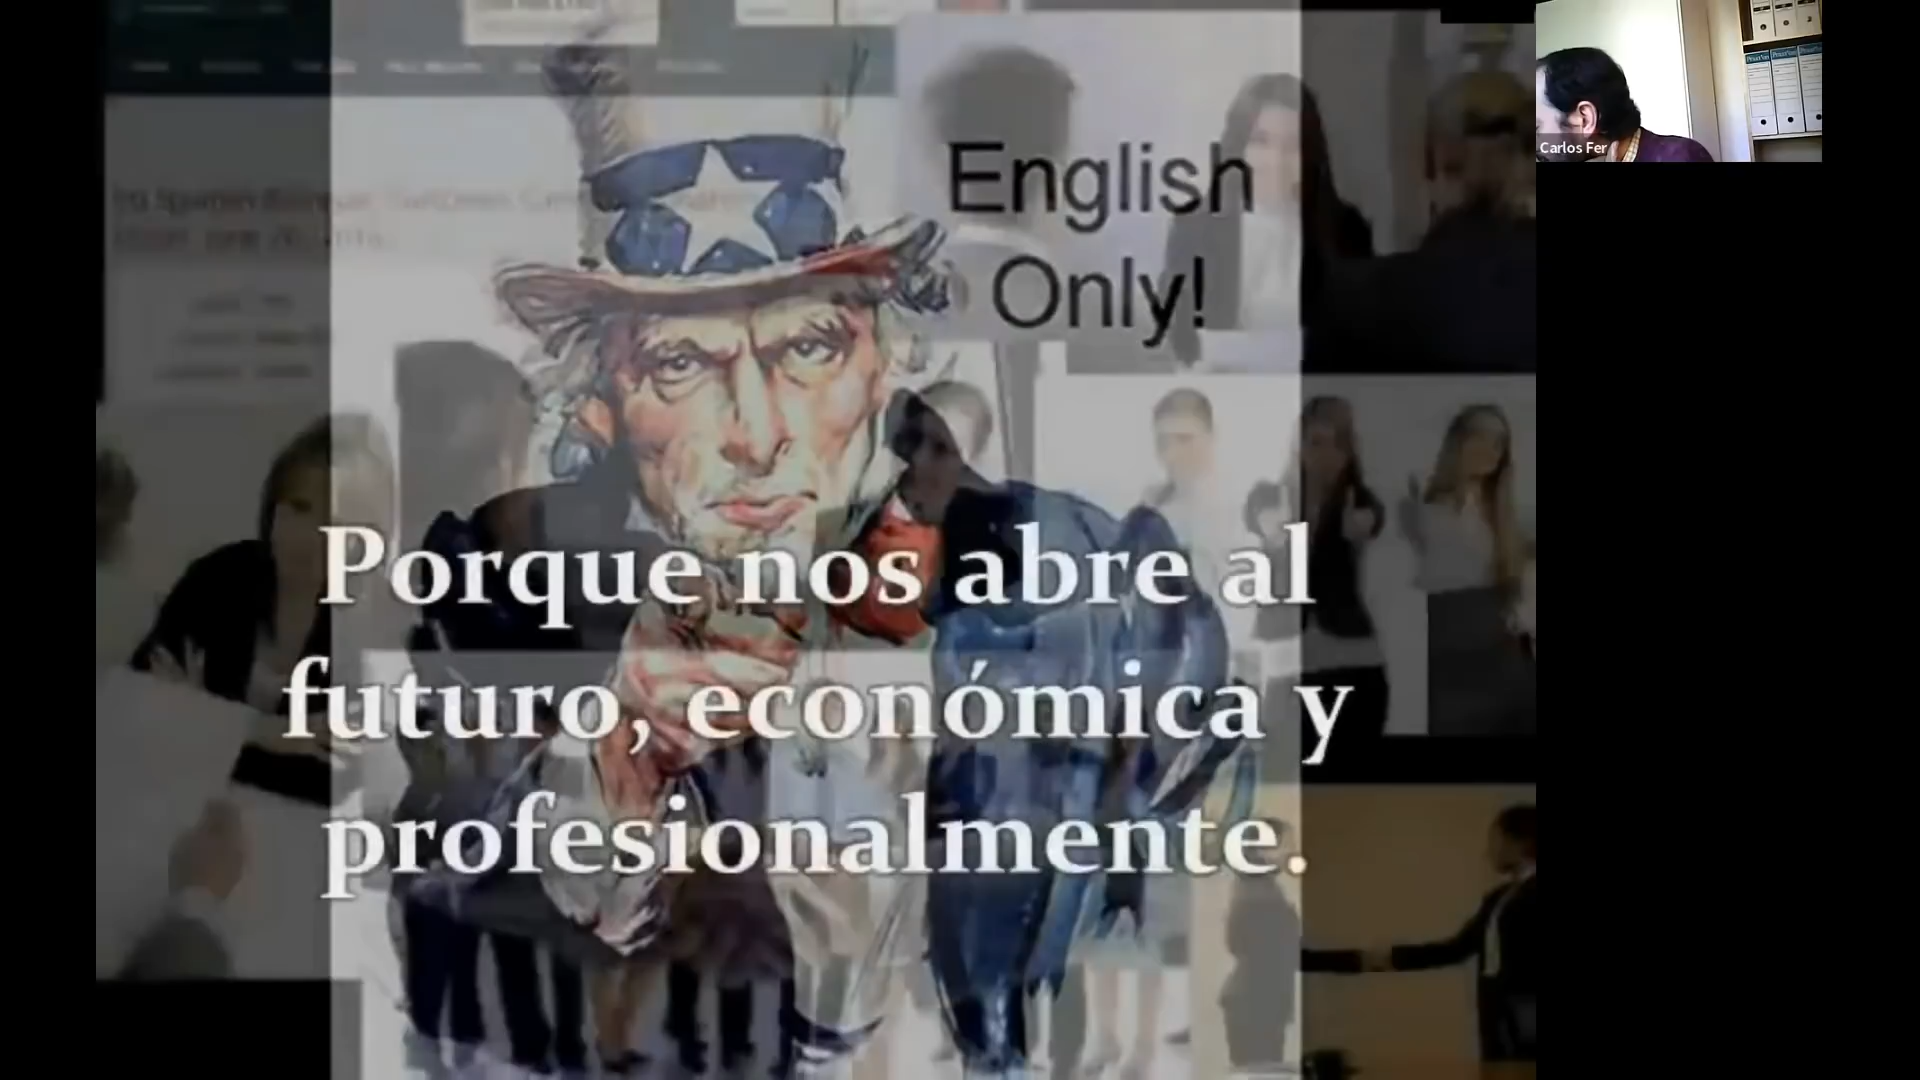 English
Only!
Porque nos abre al
futuro, económica y
profesionalmente.
Carlos Fer